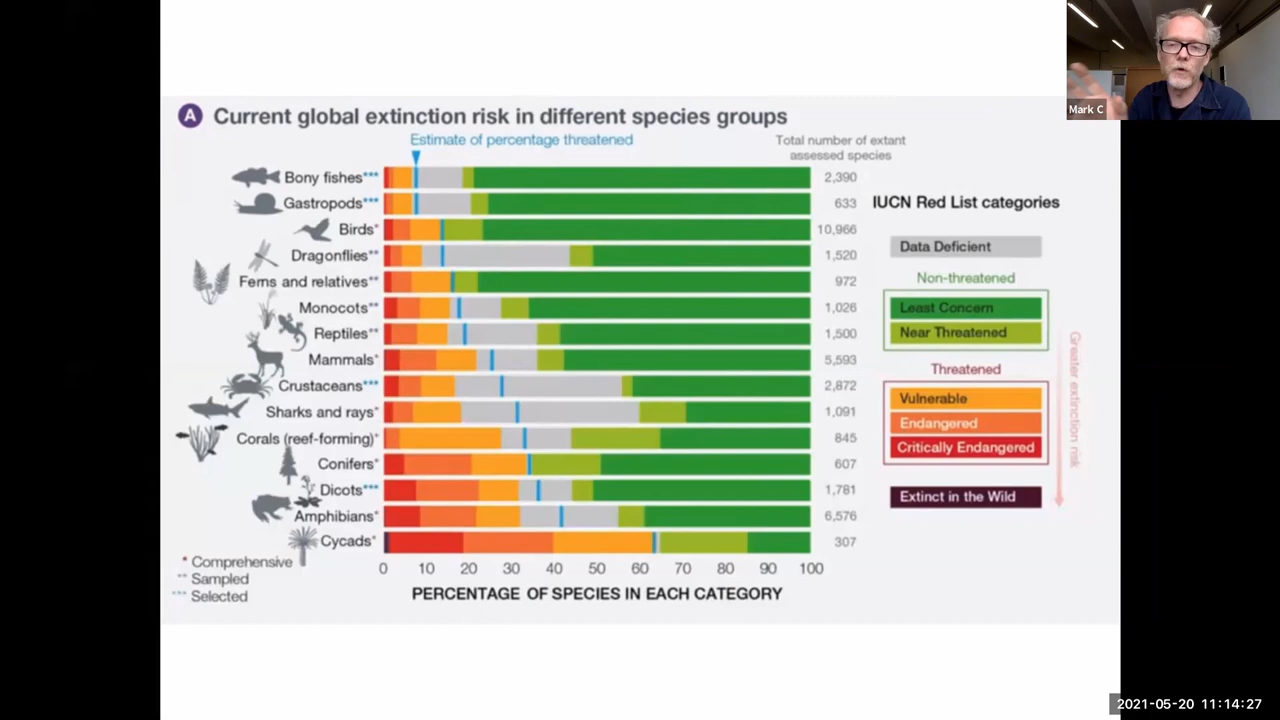 Mark C
A Current global extinction risk in different species groups
Estimate of percentage threatened
Total number of extant
assessed species
Bony fishes*** 2,390
Gastropods*** 633
Birds* 10,966
Dragonflies** 1,520
Ferns and relatives** 972
Monocots** 1,026
Reptiles** 1,500
Mammals* 5,593
Crustaceans*** 2,872
Sharks and rays* 1,091
Corals (reef-forming)* 845
Conifers* 607
Dicots*** 1,781
Amphibians* 6,576
Cycads* 307
0 10 20 30 40 50 60 70 80 90 100
PERCENTAGE OF SPECIES IN EACH CATEGORY
* Comprehensive
** Sampled
*** Selected
IUCN Red List categories
Data Deficient
Non-threatened
Least Concern
Near Threatened
Threatened
Vulnerable
Endangered
Critically Endangered
Extinct in the Wild
Greater extinction risk
2021-05-20 11:14:27